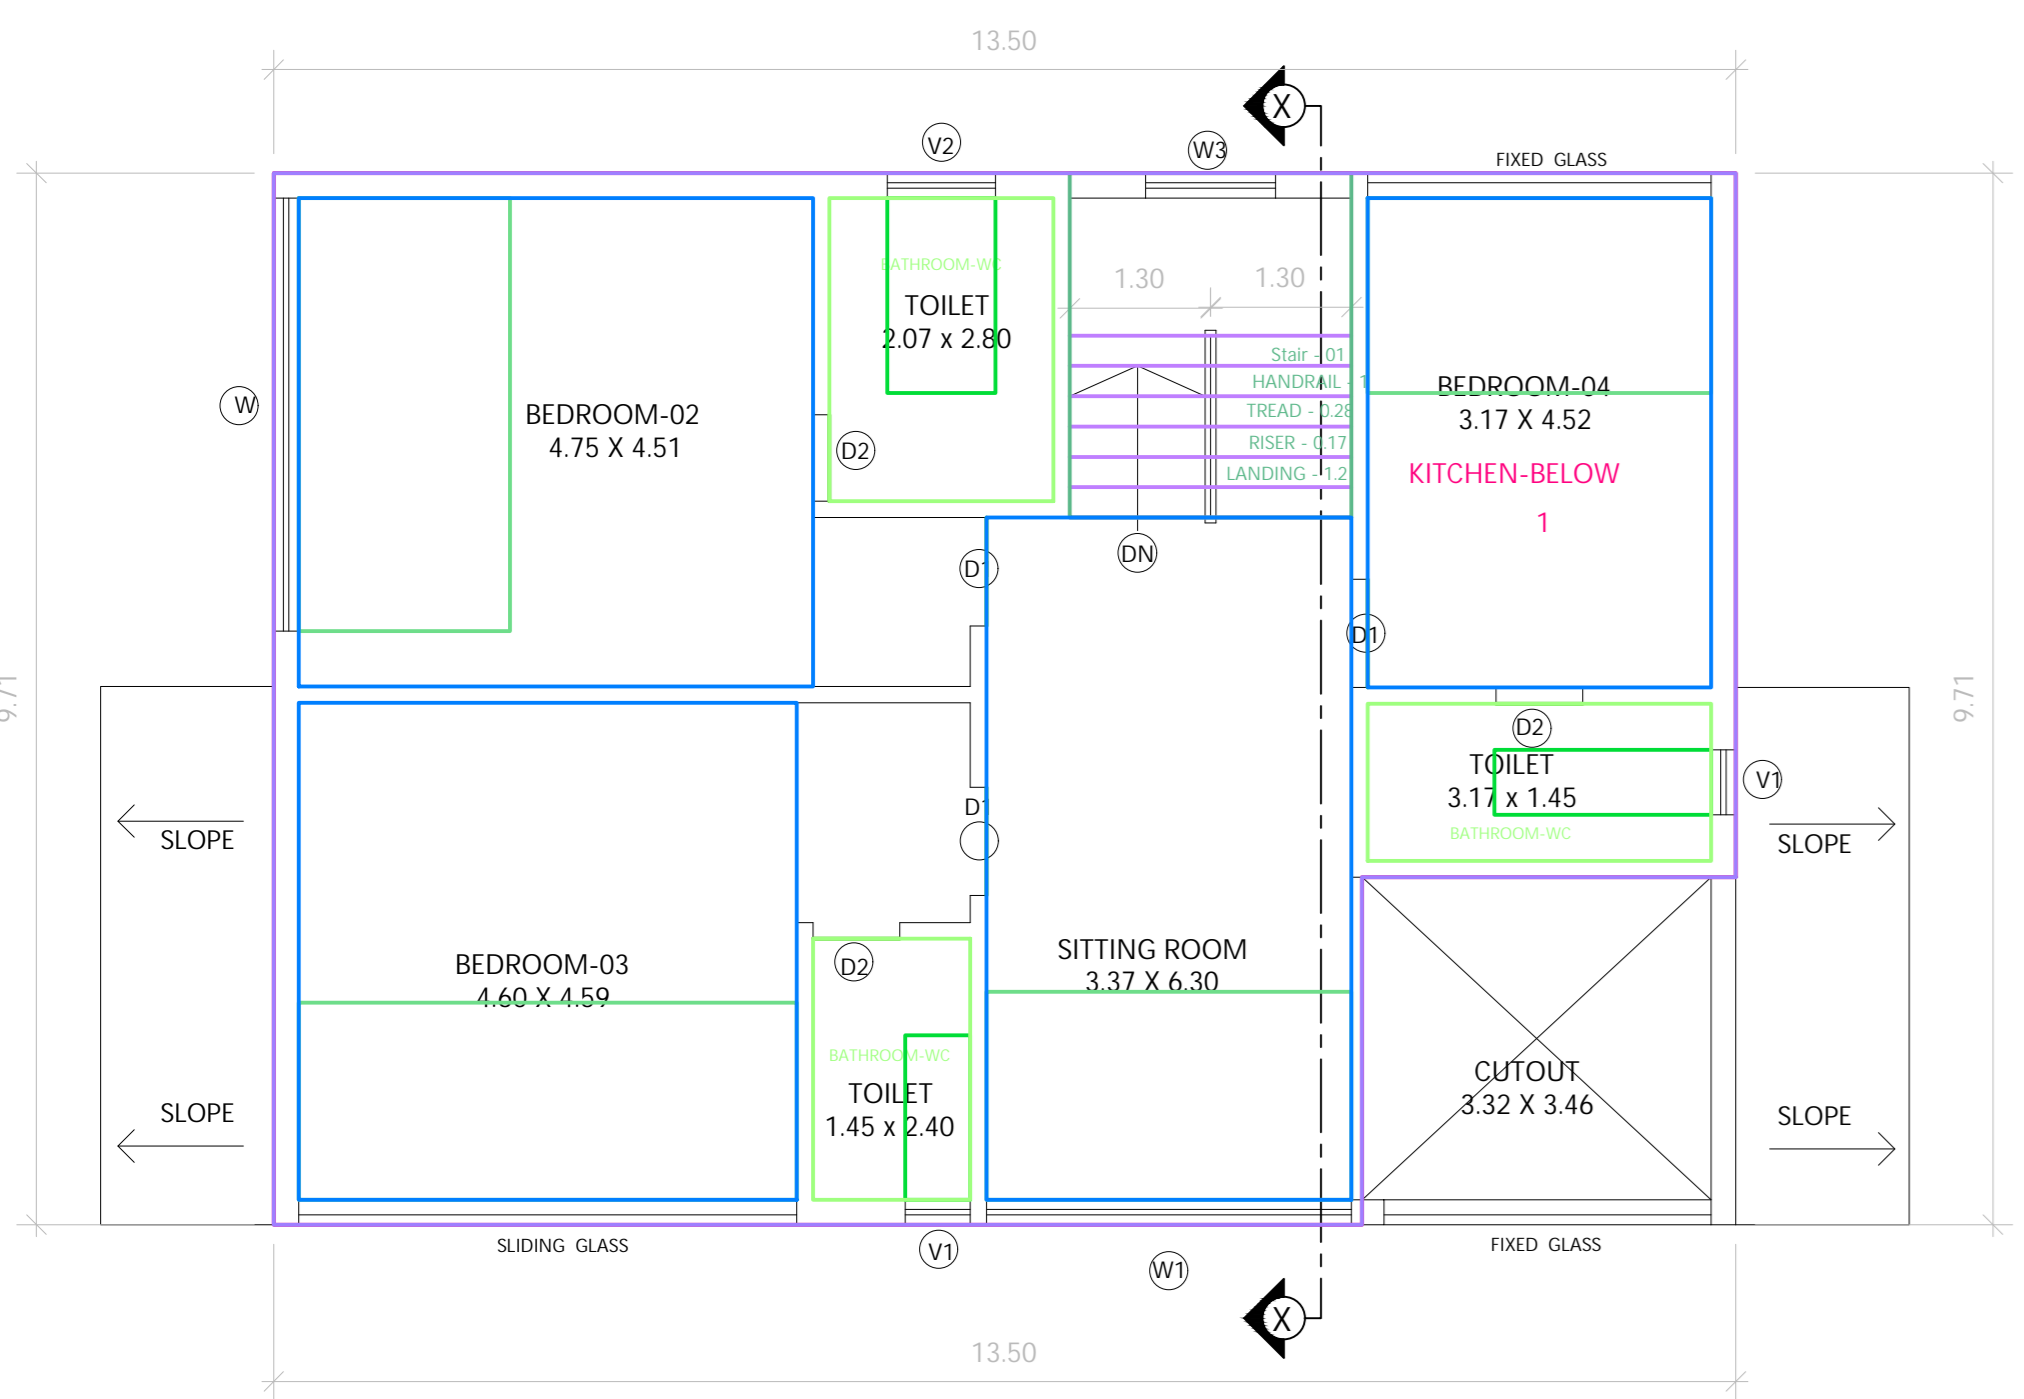 13.50
X
V2
W3
FIXED GLASS
BATHROOM-WC
TOILET
2.07 x 2.80
1.30
1.30
Stair - 01
HANDRAIL - 1
TREAD - 0.28
RISER - 0.17
LANDING - 1.2
BEDROOM-04
3.17 X 4.52
KITCHEN-BELOW
1
W
BEDROOM-02
4.75 X 4.51
D2
D1
DN
D1
9.71
9.71
D2
TOILET
3.17 x 1.45
BATHROOM-WC
V1
D1
SLOPE
SLOPE
BEDROOM-03
4.60 X 4.59
D2
SITTING ROOM
3.37 X 6.30
BATHROOM-WC
TOILET
1.45 x 2.40
CUTOUT
3.32 X 3.46
SLOPE
SLOPE
SLIDING GLASS
V1
W1
FIXED GLASS
X
13.50